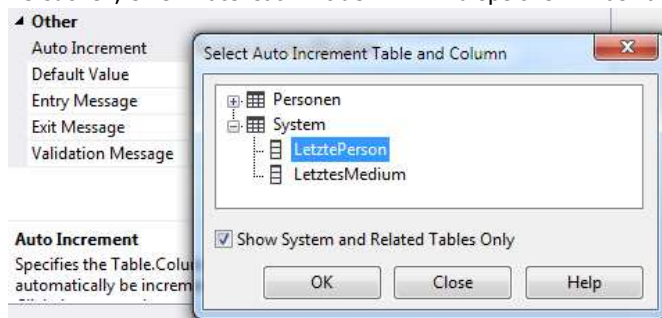 Other
Auto Increment
Default Value
Entry Message
Exit Message
Validation Message
Auto Increment
Specifies the Table.Colu
automatically be increm
Select Auto Increment Table and Column
Personen
System
LetztePerson
LetztesMedium
Show System and Related Tables Only
OK Close Help